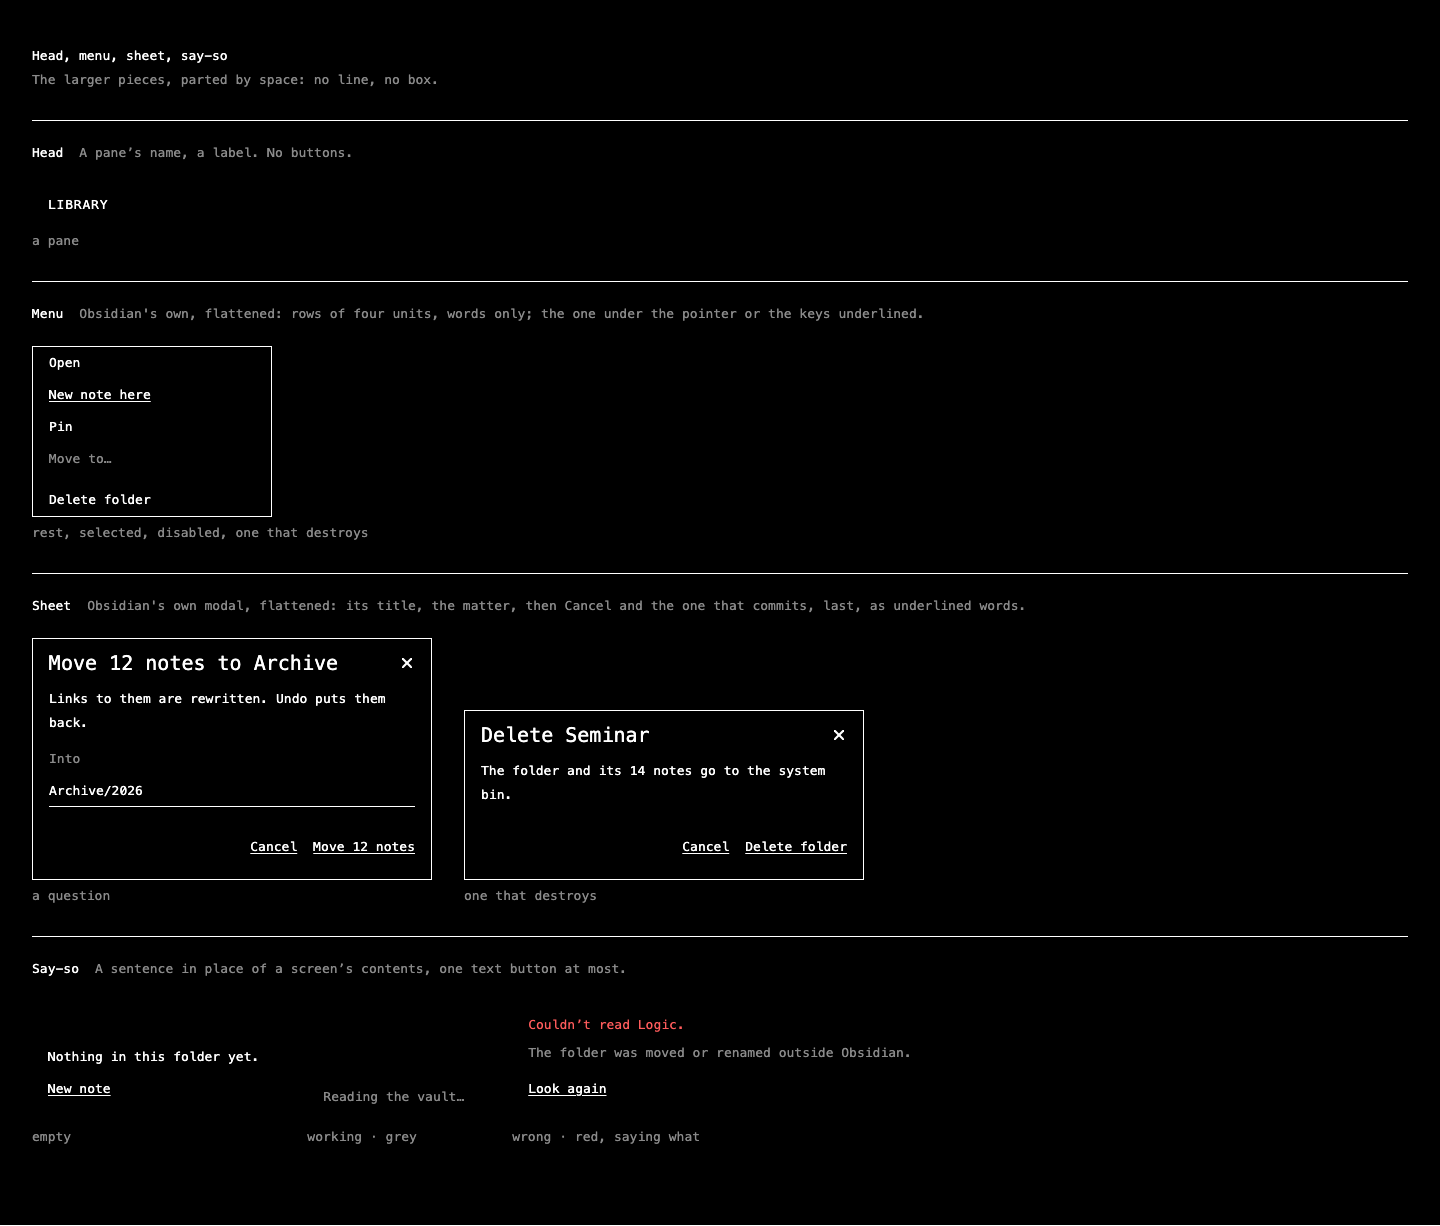 Head, menu, sheet, say-so
The larger pieces, parted by space: no line, no box.
Head A pane’s name, a label. No buttons.
LIBRARY
a pane
Menu Obsidian's own, flattened: rows of four units, words only; the one under the pointer or the keys underlined.
Open
New note here
Pin
Move to…
Delete folder
rest, selected, disabled, one that destroys
Sheet Obsidian's own modal, flattened: its title, the matter, then Cancel and the one that commits, last, as underlined words.
Move 12 notes to Archive
Links to them are rewritten. Undo puts them
back.
Into
Archive/2026
Cancel Move 12 notes
a question
Delete Seminar
The folder and its 14 notes go to the system
bin.
Cancel Delete folder
one that destroys
Say-so A sentence in place of a screen’s contents, one text button at most.
Nothing in this folder yet.
New note
empty
Reading the vault…
working · grey
Couldn’t read Logic.
The folder was moved or renamed outside Obsidian.
Look again
wrong · red, saying what